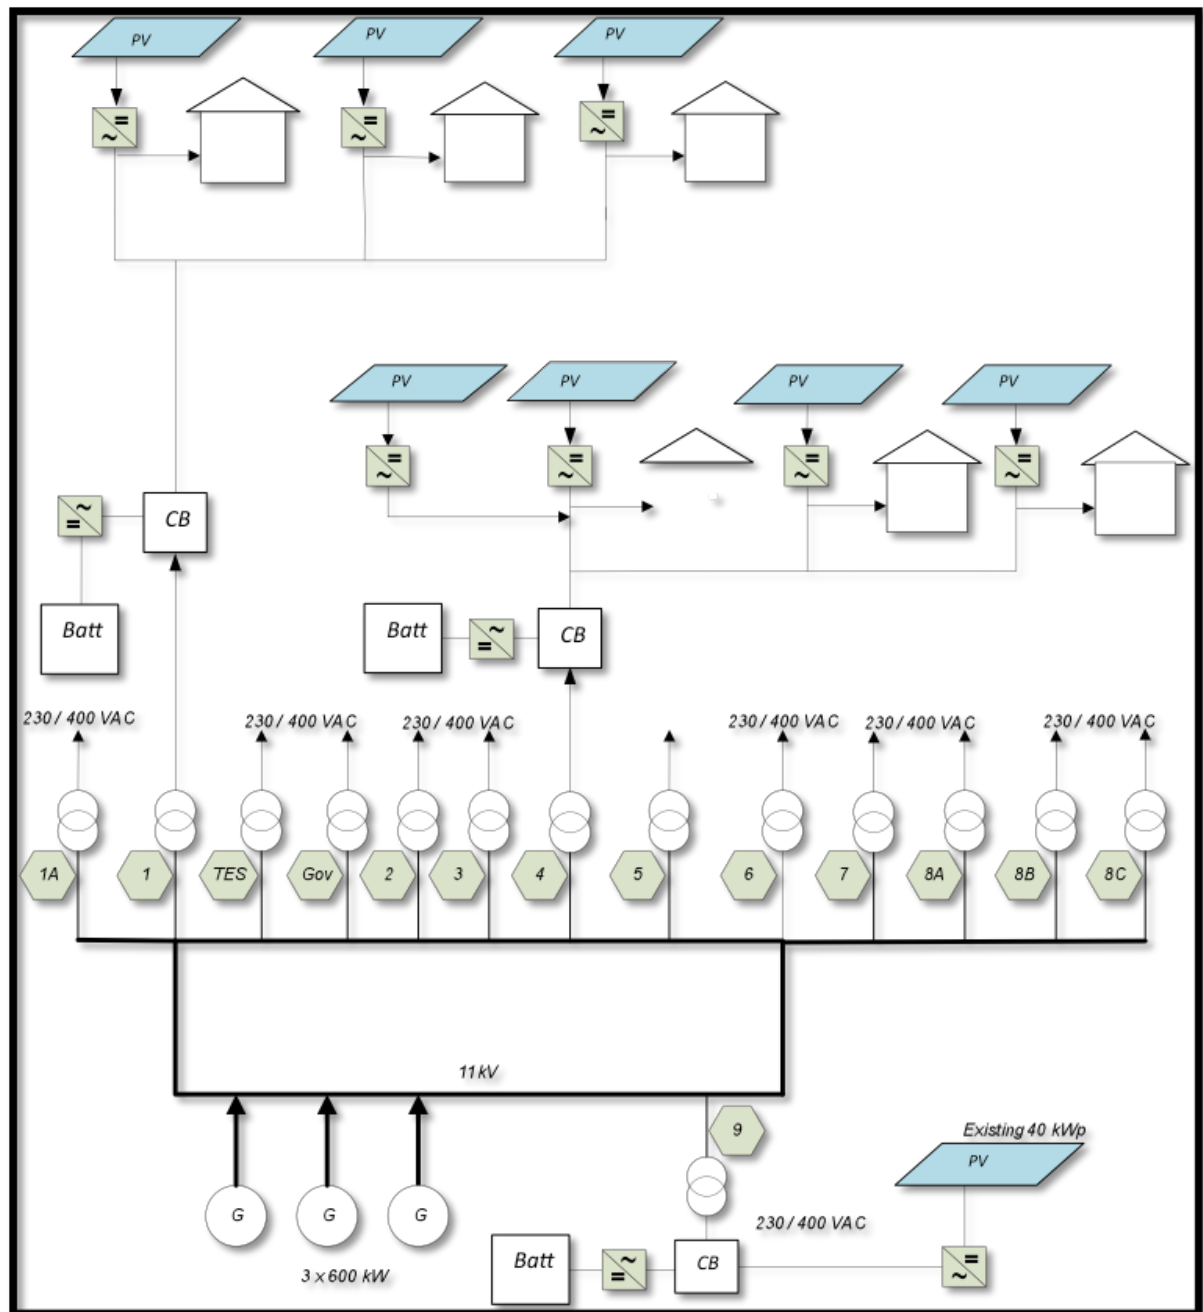 PV PV PV
= = =
~ ~ ~
PV PV PV PV
= = = =
~ ~ ~ ~
~ CB
=
Batt
Batt ~ CB
=
230 / 400 VAC 230 / 400 VAC 230 / 400 VAC 230 / 400 VAC 230 / 400 VAC 230 / 400 VAC
1A 1 TES Gov 2 3 4 5 6 7 8A 8B 8C
11 kV
9
Existing 40 kWp
PV
G G G
230 / 400 VAC
Batt ~ CB =
= ~
3 x 600 kW